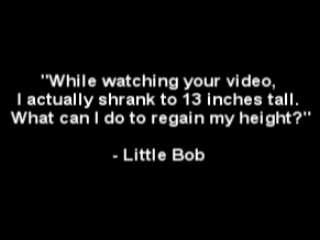 "While watching your video,
I actually shrank to 13 inches tall.
What can I do to regain my height?"
- Little Bob